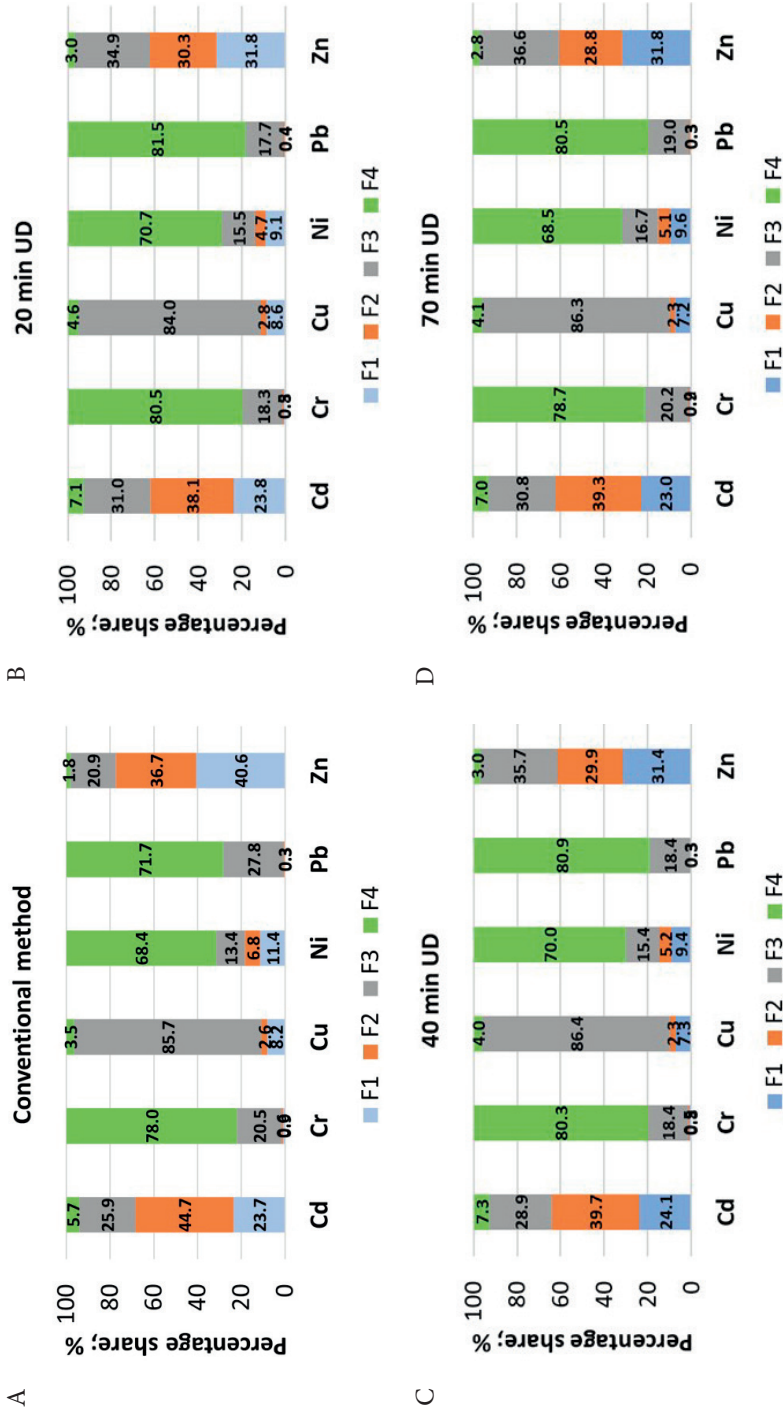 A
Conventional method
Percentage share; %
100
80
60
40
20
0
5.7 3.5 1.8
25.9 44.7 23.7
78.0 20.5
85.7 2.6 8.2
68.4 13.4 6.8 11.4
71.7 27.8 0.3
20.9 36.7 40.6
Cd Cr Cu Ni Pb Zn
F1 F2 F3 F4
B
20 min UD
Percentage share; %
100
80
60
40
20
0
7.1 4.6 3.0
31.0 38.1 23.8
80.5 18.3
84.0 2.8 8.6
70.7 15.5 4.7 9.1
81.5 17.7 0.4
34.9 30.3 31.8
Cd Cr Cu Ni Pb Zn
F1 F2 F3 F4
C
40 min UD
Percentage share; %
100
80
60
40
20
0
7.3 4.0 3.0
28.9 39.7 24.1
80.3 18.4
86.4 2.3 7.3
70.0 15.4 5.2 9.4
80.9 18.4 0.3
35.7 29.9 31.4
Cd Cr Cu Ni Pb Zn
F1 F2 F3 F4
D
70 min UD
Percentage share; %
100
80
60
40
20
0
7.0 4.1 2.8
30.8 39.3 23.0
78.7 20.2
86.3 2.3 7.2
68.5 16.7 5.1 9.6
80.5 19.0 0.3
36.6 28.8 31.8
Cd Cr Cu Ni Pb Zn
F1 F2 F3 F4